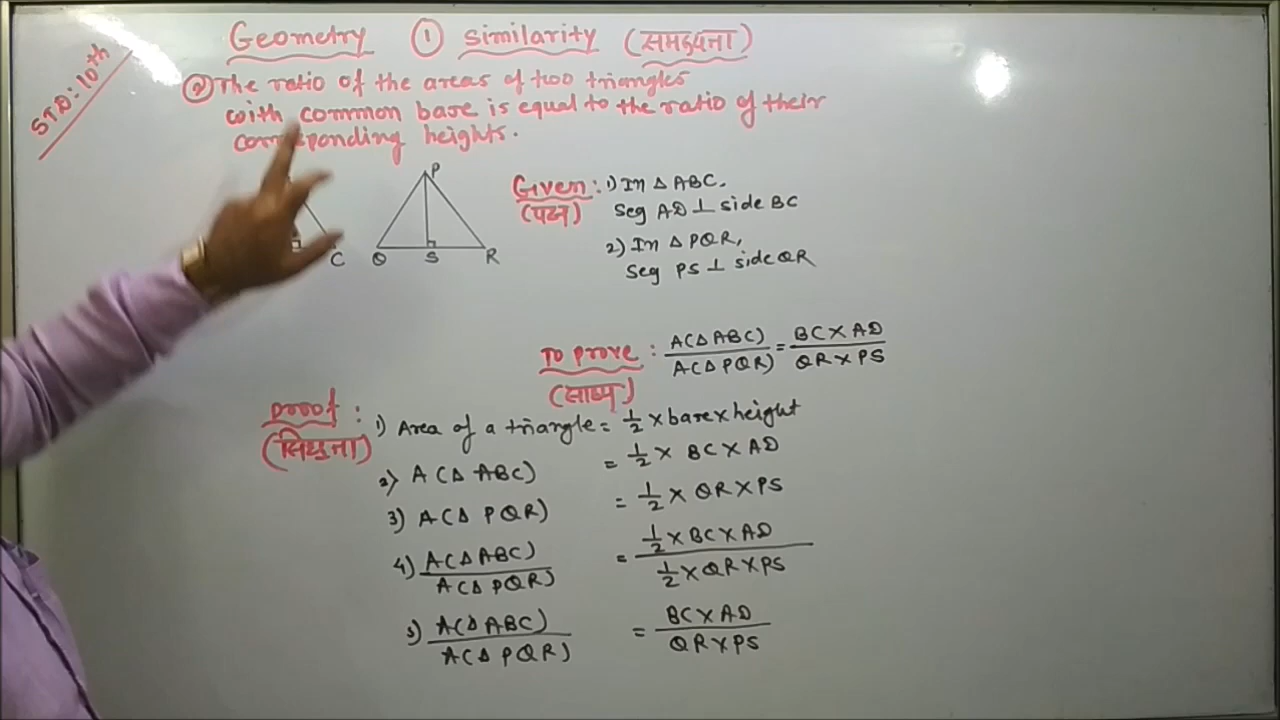 STD: 10th
Geometry ① Similarity (समरूपता)
② The ratio of the areas of two triangles
with common base is equal to the ratio of their
corresponding heights.
P
C Q S R
Given : 1) In △ ABC,
(पक्ष) Seg AD ⊥ side BC
2) In △ PQR,
Seg PS ⊥ side QR
To prove : A(△ ABC) / A(△ PQR) = BC × AD / QR × PS
(साध्य)
Proof : 1) Area of a triangle = 1/2 × base × height
(सिद्धता)
2) A (△ ABC) = 1/2 × BC × AD
3) A(△ PQR) = 1/2 × QR × PS
4) A(△ ABC) / A(△ PQR) = 1/2 × BC × AD / 1/2 × QR × PS
5) A(△ ABC) / A(△ PQR) = BC × AD / QR × PS